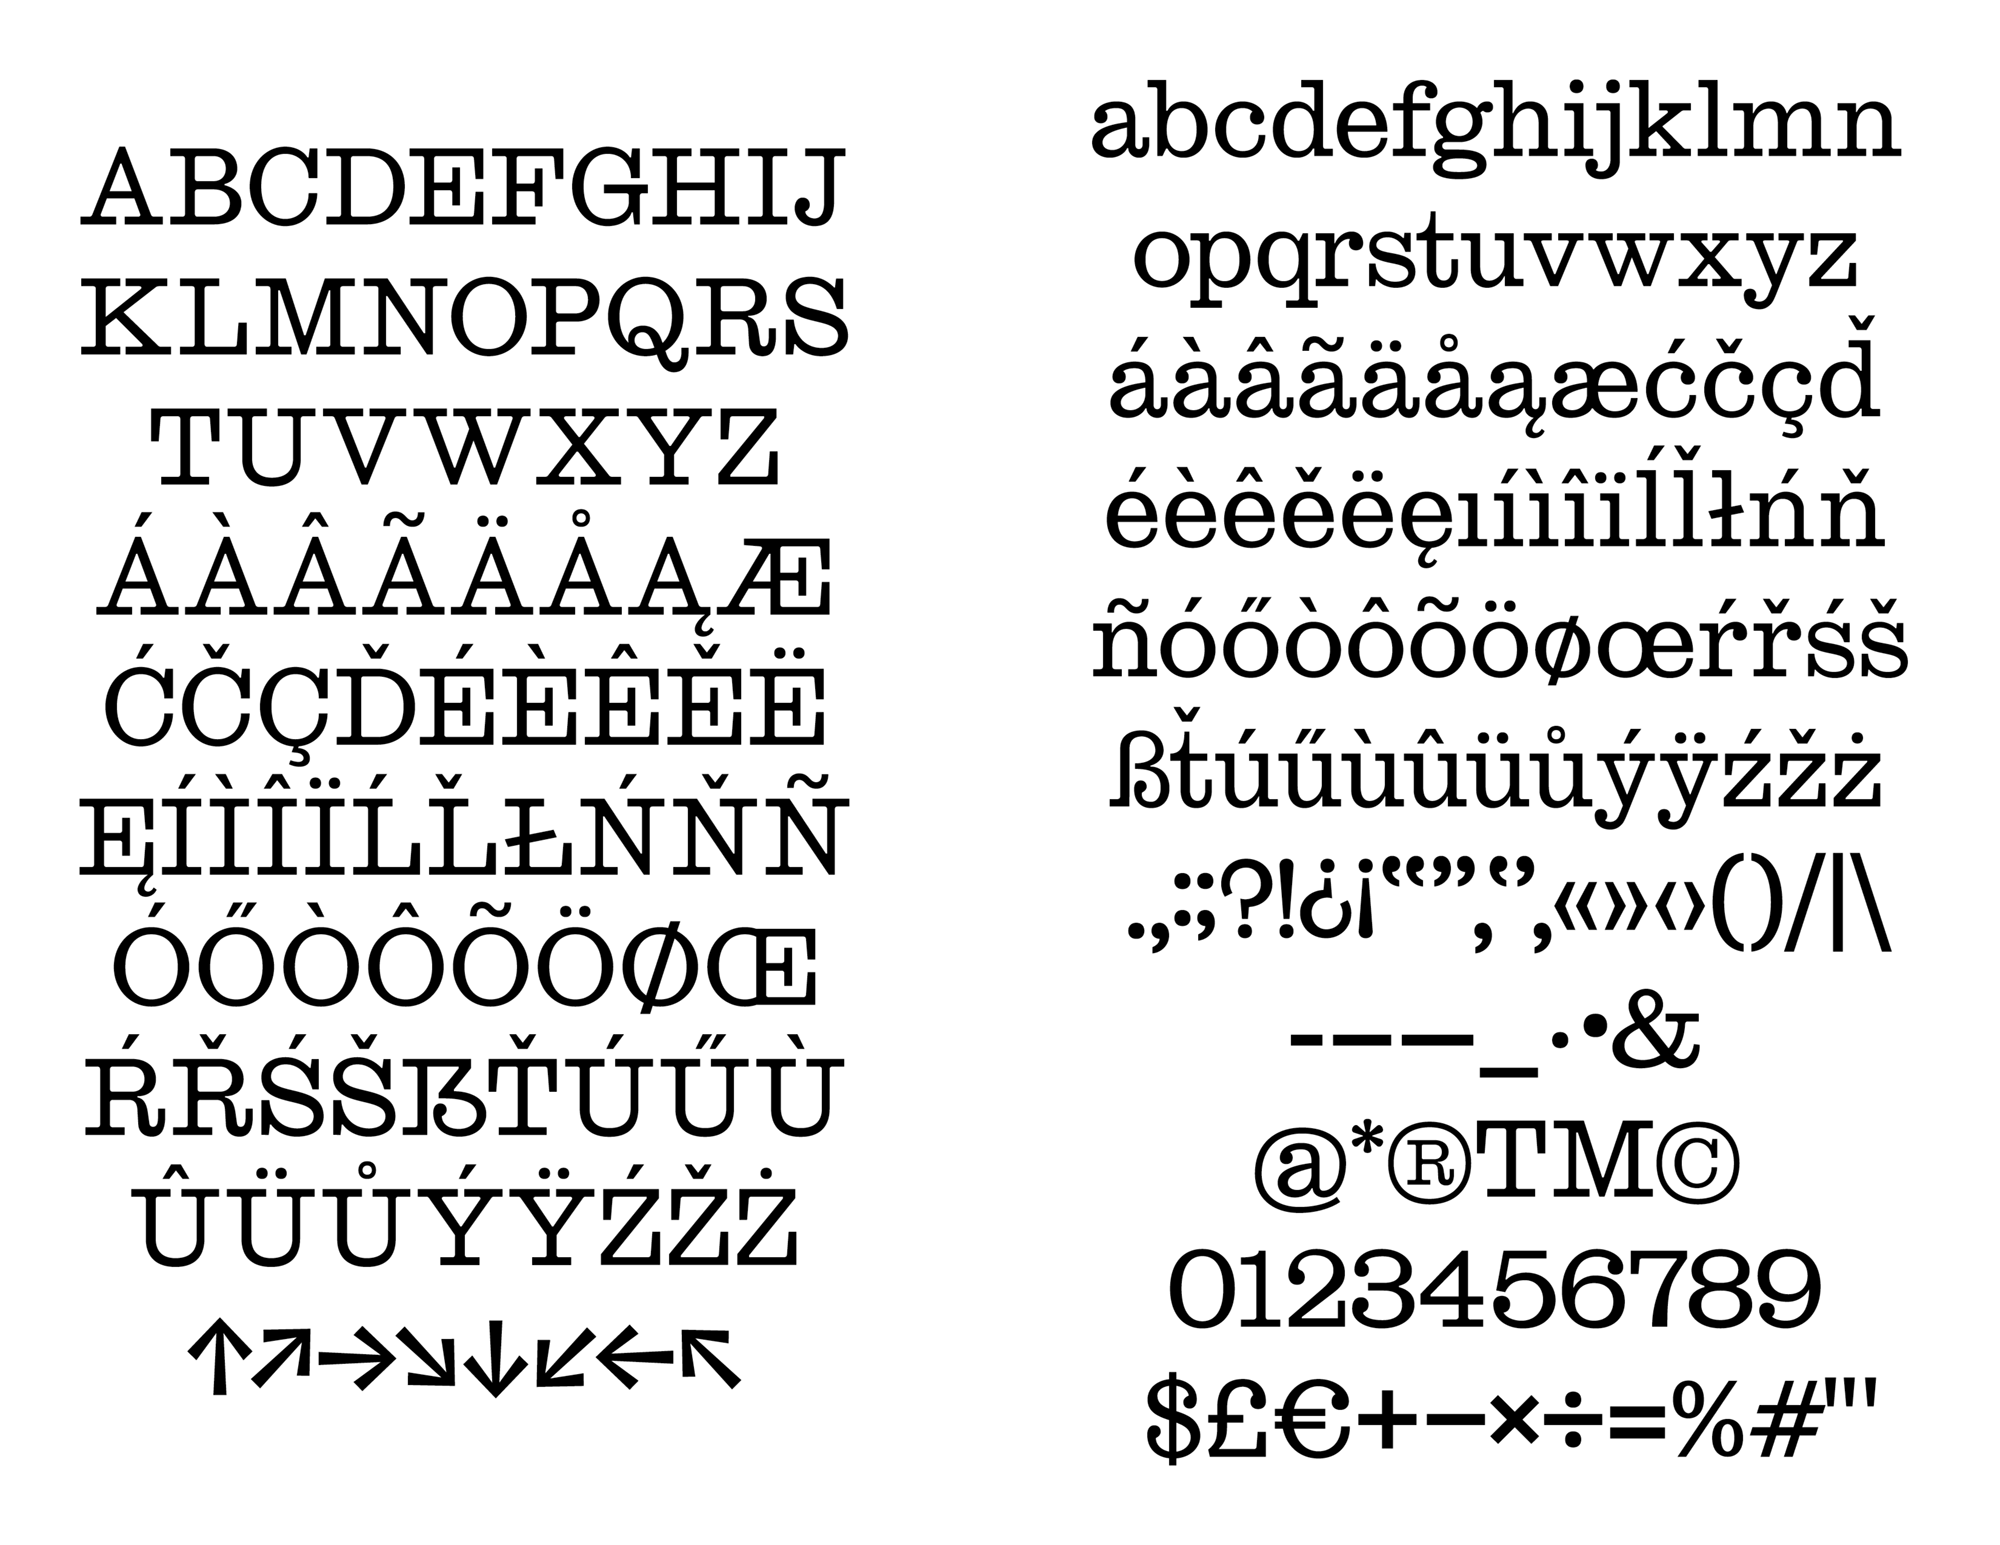 ABCDEFGHIJ
KLMNOPQRS
TUVWXYZ
ÁÀÂÃÄÅĄÆ
ĆČÇĎÉÈÊĚË
ĘÍÌÎÏĹĽŁŃŇÑ
ÓŐÒÔÕÖØŒ
ŔŘŚŠẞŤÚŰÙ
ÛÜŮÝŸŹŽŻ
↑↗→↘↓↙←↖
abcdefghijklmn
opqrstuvwxyz
áàâãäåąæćčçď
éèêěëęıíìîïĺľłńň
ñóőòôõöøœŕřśš
ßťúűùûüůýÿźžż
.,:;?!¿¡“”„‘’‚«»‹›()/|\
-–—_·•&
@*®TM©
0123456789
$£€+−×÷=%#"'